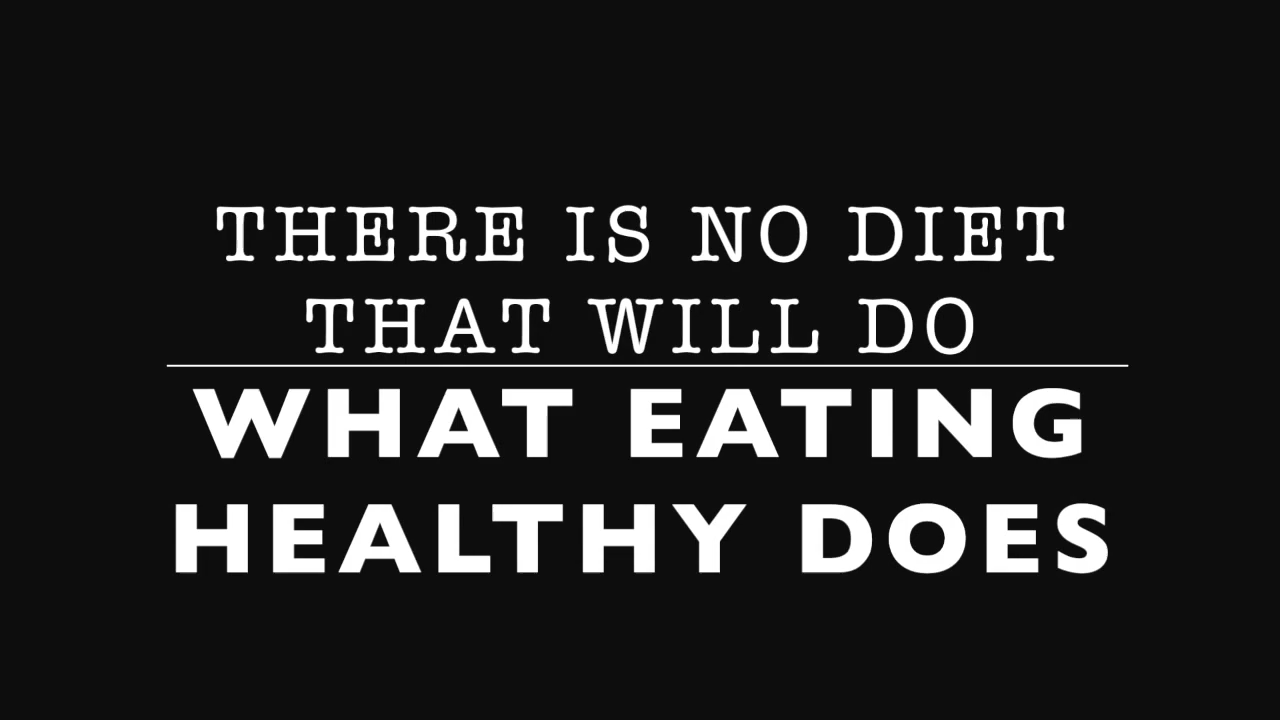 THERE IS NO DIET
THAT WILL DO
WHAT EATING
HEALTHY DOES